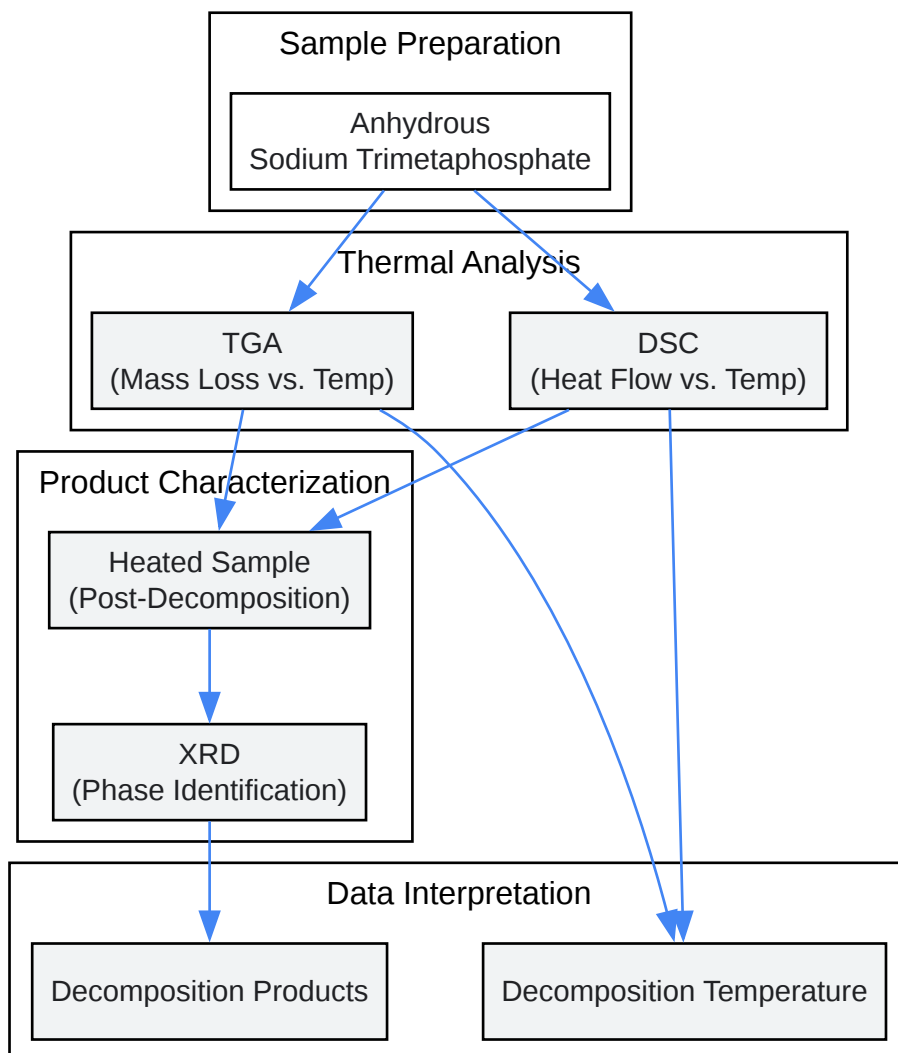 Sample Preparation
Anhydrous
Sodium Trimetaphosphate
Thermal Analysis
TGA
(Mass Loss vs. Temp)
DSC
(Heat Flow vs. Temp)
Product Characterization
Heated Sample
(Post-Decomposition)
XRD
(Phase Identification)
Data Interpretation
Decomposition Products
Decomposition Temperature